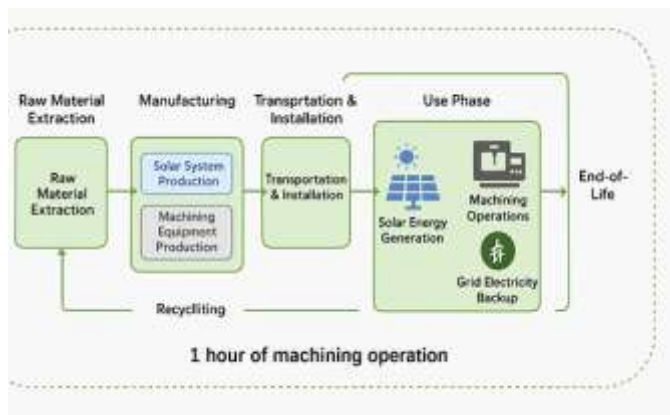 Raw Material
Extraction
Manufacturing
Transprtation &
Installation
Use Phase
Raw
Material
Extraction
Solar System
Production
Machining
Equipment
Production
Transportation
& Installation
Solar Energy
Generation
Machining
Operations
Grid Electricity
Backup
End-of-
Life
Recyclliting
1 hour of machining operation